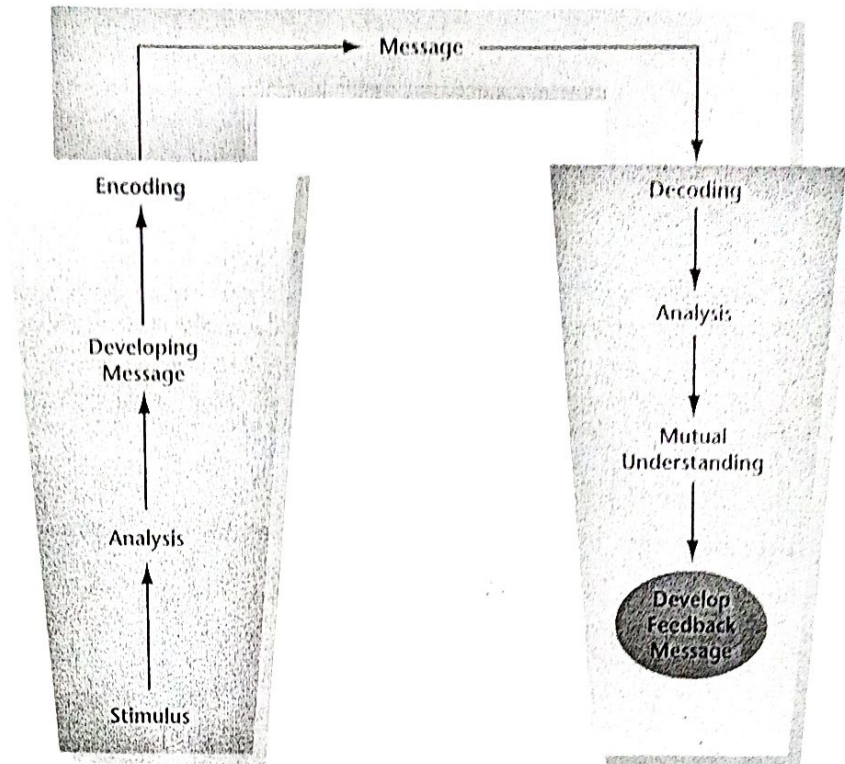 Message
Encoding
Developing
Message
Analysis
Stimulus
Decoding
Analysis
Mutual
Understanding
Develop
Feedback
Message